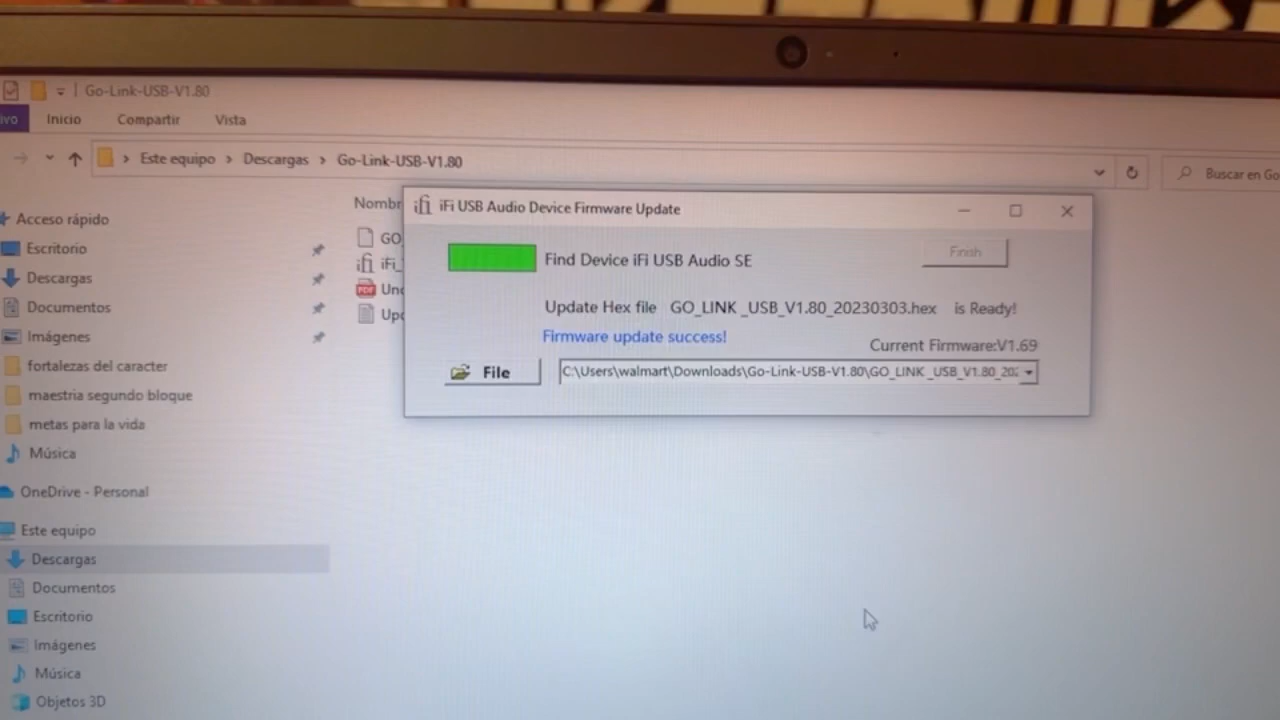 Go-Link-USB-V1.80
Inicio Compartir Vista
Este equipo > Descargas > Go-Link-USB-V1.80
Buscar en Go
Acceso rápido
Escritorio
Descargas
Documentos
Imágenes
fortalezas del caracter
maestria segundo bloque
metas para la vida
Música
OneDrive - Personal
Este equipo
Descargas
Documentos
Escritorio
Imágenes
Música
Objetos 3D
Nombr
GO
iFi_
PDF
ifi iFi USB Audio Device Firmware Update
Find Device iFi USB Audio SE
Finish
Update Hex file GO_LINK _USB_V1.80_20230303.hex is Ready!
Firmware update success!
Current Firmware:V1.69
File
C:\Users\walmart\Downloads\Go-Link-USB-V1.80\GO_LINK _USB_V1.80_202